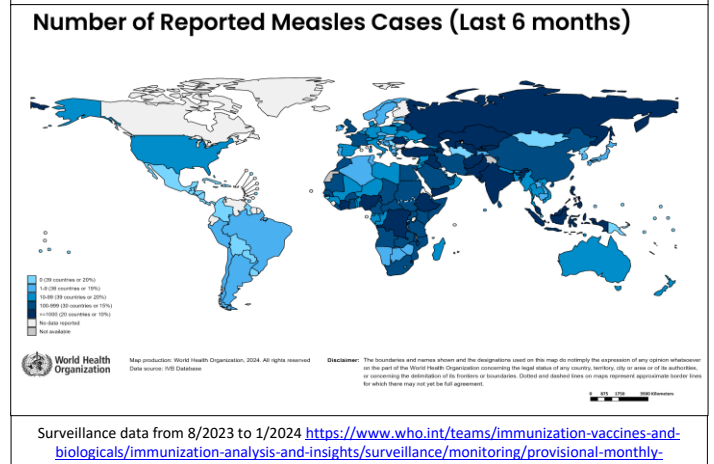 Number of Reported Measles Cases (Last 6 months)
0 (39 countries or 20%)
1-9 (38 countries or 19%)
10-99 (39 countries or 20%)
100-999 (30 countries or 15%)
>=1000 (20 countries or 10%)
No data reported
Not available
World Health
Organization
Map production: World Health Organization, 2024. All rights reserved
Data source: IVB Database
Disclaimer: The boundaries and names shown and the designations used on this map do notimply the expression of any opinion whatsoever
on the part of the World Health Organization concerning the legal status of any country, territory, city or area or of its authorities,
or concerning the delimitation of its frontiers or boundaries. Dotted and dashed lines on maps represent approximate border lines
for which there may not yet be full agreement.
0 875 1750 3500 Kilometers
Surveillance data from 8/2023 to 1/2024 https://www.who.int/teams/immunization-vaccines-and-
biologicals/immunization-analysis-and-insights/surveillance/monitoring/provisional-monthly-